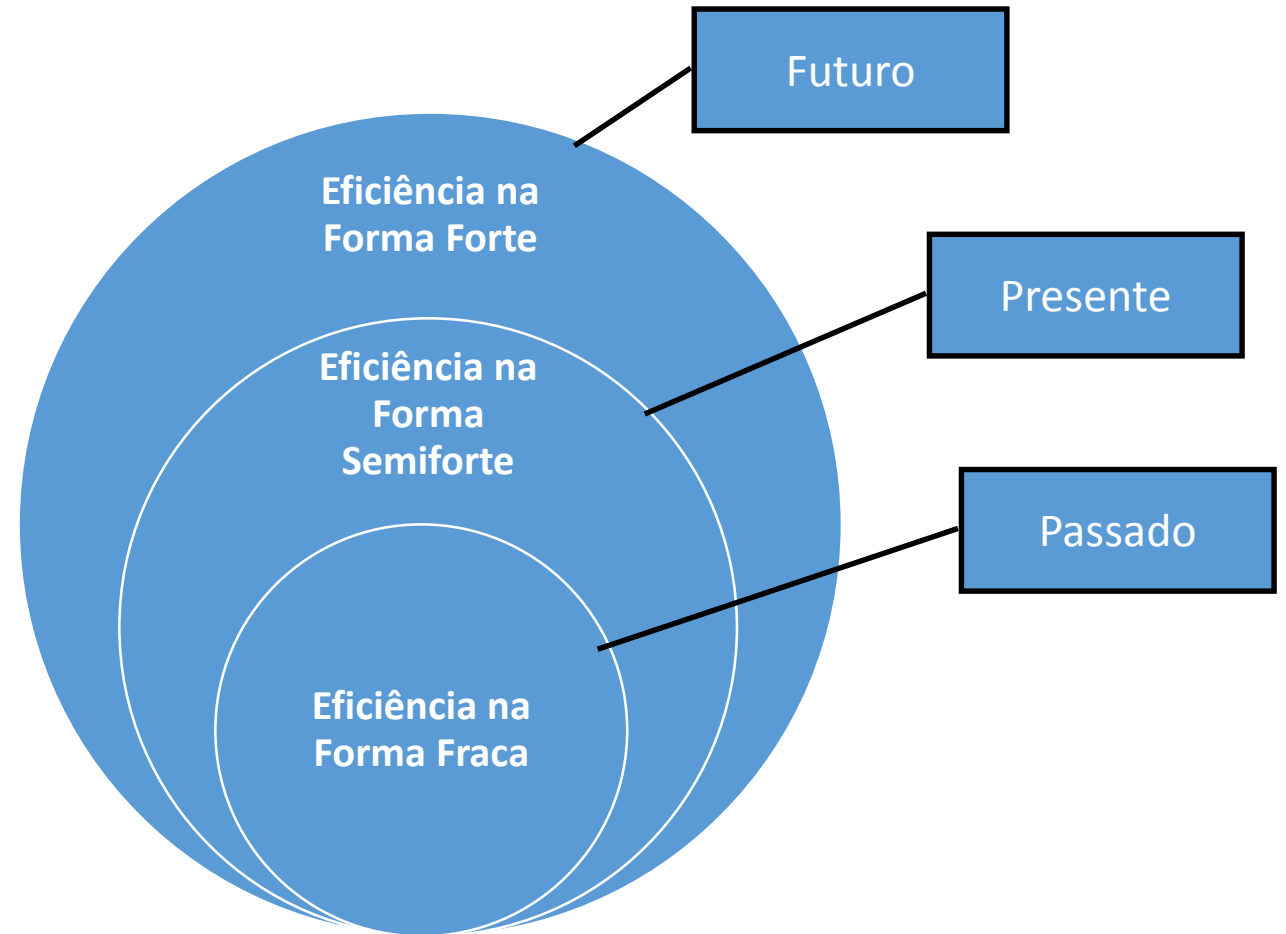 Futuro
Eficiência na
Forma Forte
Presente
Eficiência na
Forma
Semiforte
Passado
Eficiência na
Forma Fraca